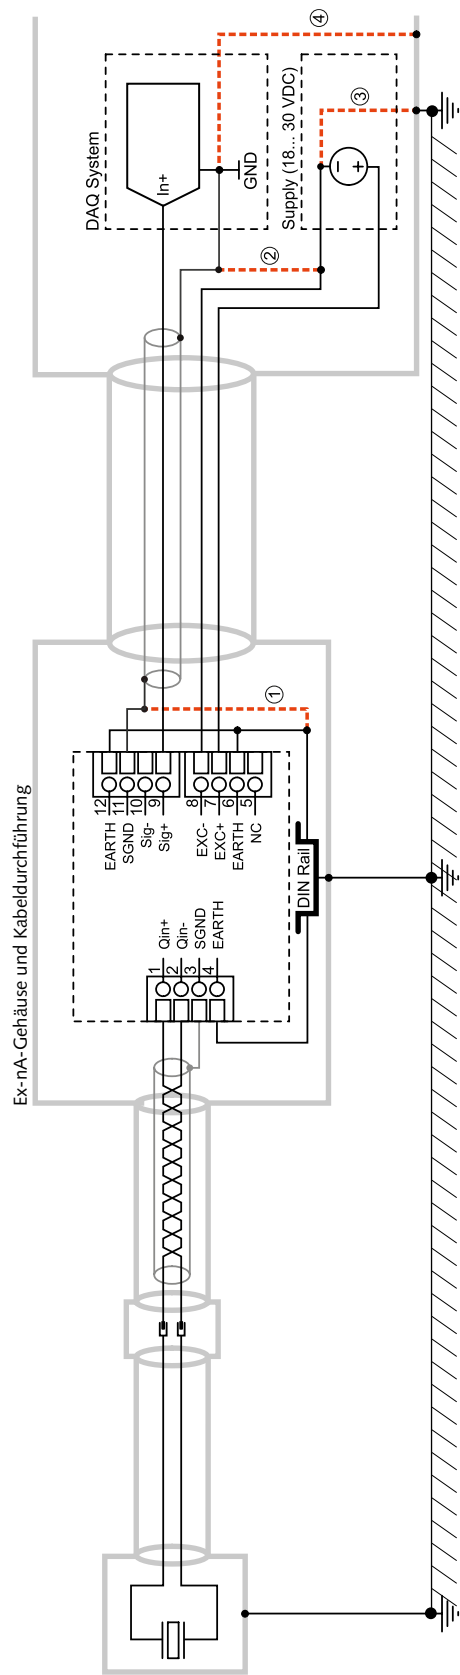 Ex-nA-Gehäuse und Kabeldurchführung
DAQ System
In+
GND
④
Supply (18... 30 VDC)
③
②
①
12
EARTH
11
SGND
10
Sig-
9
Sig+
8
EXC-
7
EXC+
6
EARTH
5
NC
1
Qin+
2
Qin-
3
SGND
4
EARTH
DIN Rail